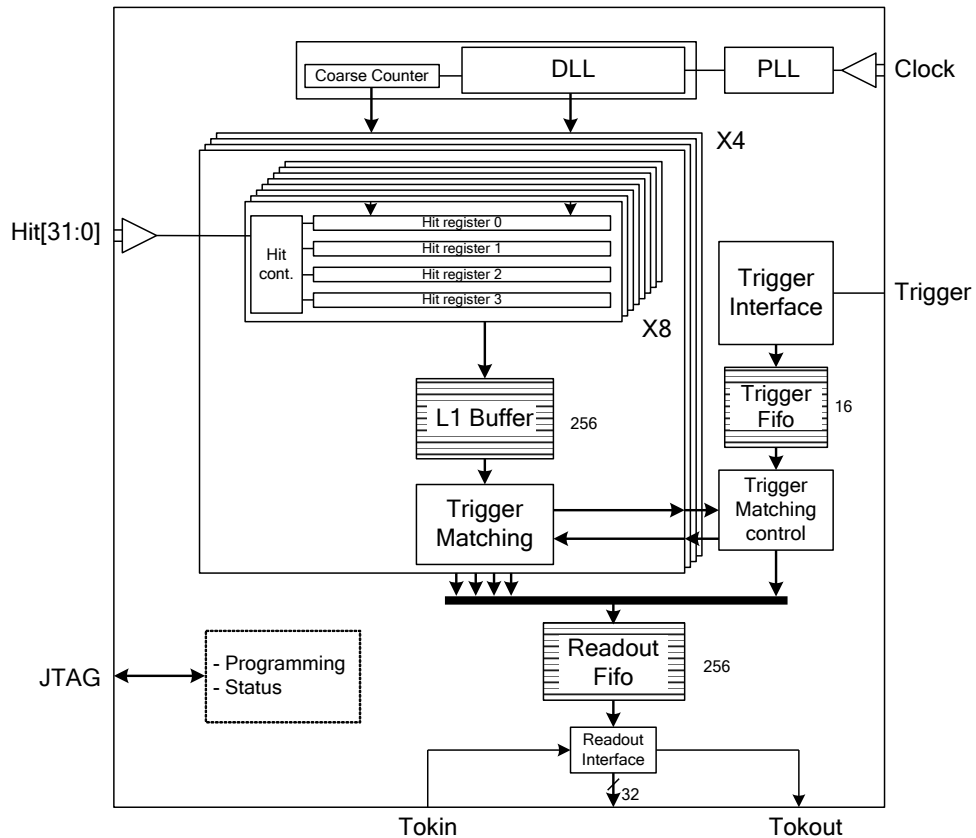 Coarse Counter
DLL
PLL
Clock
X4
Hit[31:0]
Hit
cont.
Hit register 0
Hit register 1
Hit register 2
Hit register 3
X8
Trigger
Interface
Trigger
L1 Buffer
256
Trigger
Fifo
16
Trigger
Matching
Trigger
Matching
control
JTAG
- Programming
- Status
Readout
Fifo
256
Readout
Interface
32
Tokin
Tokout